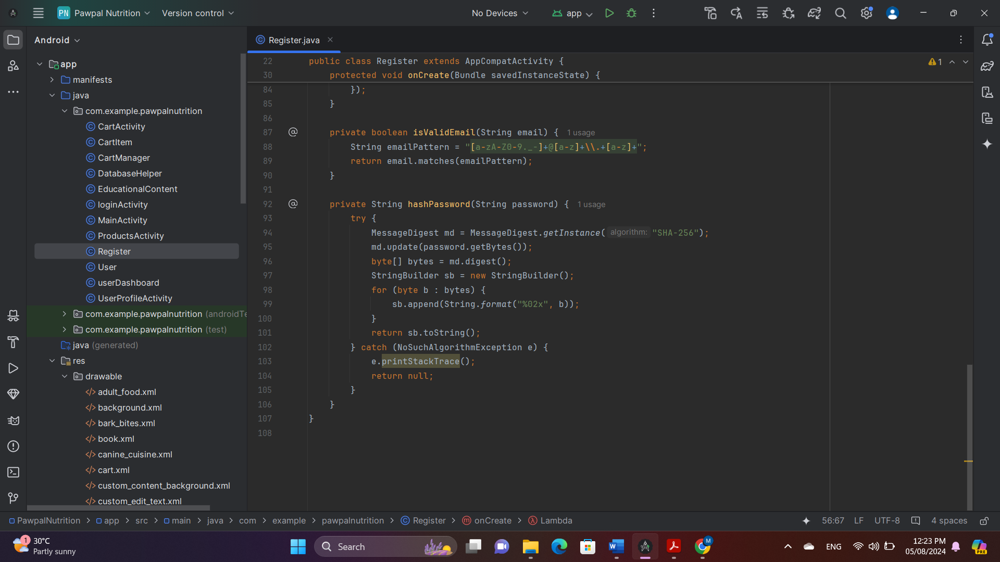 PN Pawpal Nutrition Version control No Devices app
Android
app
manifests
java
com.example.pawpalnutrition
CartActivity
CartItem
CartManager
DatabaseHelper
EducationalContent
loginActivity
MainActivity
ProductsActivity
Register
User
userDashboard
UserProfileActivity
com.example.pawpalnutrition (androidTe
com.example.pawpalnutrition (test)
java (generated)
res
drawable
adult_food.xml
background.xml
bark_bites.xml
book.xml
canine_cuisine.xml
cart.xml
custom_content_background.xml
custom_edit_text.xml
Register.java
1
22 public class Register extends AppCompatActivity {
30 protected void onCreate(Bundle savedInstanceState) {
84 });
85 }
86
87 @ private boolean isValidEmail(String email) { 1 usage
88 String emailPattern = "[a-zA-Z0-9._-]+@[a-z]+\\.+[a-z]+";
89 return email.matches(emailPattern);
90 }
91
92 @ private String hashPassword(String password) { 1 usage
93 try {
94 MessageDigest md = MessageDigest.getInstance( algorithm: "SHA-256");
95 md.update(password.getBytes());
96 byte[] bytes = md.digest();
97 StringBuilder sb = new StringBuilder();
98 for (byte b : bytes) {
99 sb.append(String.format("%02x", b));
100 }
101 return sb.toString();
102 } catch (NoSuchAlgorithmException e) {
103 e.printStackTrace();
104 return null;
105 }
106 }
107 }
108
PawpalNutrition > app > src > main > java > com > example > pawpalnutrition > Register > onCreate > Lambda 56:67 LF UTF-8 4 spaces
1 30°C
Partly sunny
Search
ENG
12:23 PM
05/08/2024